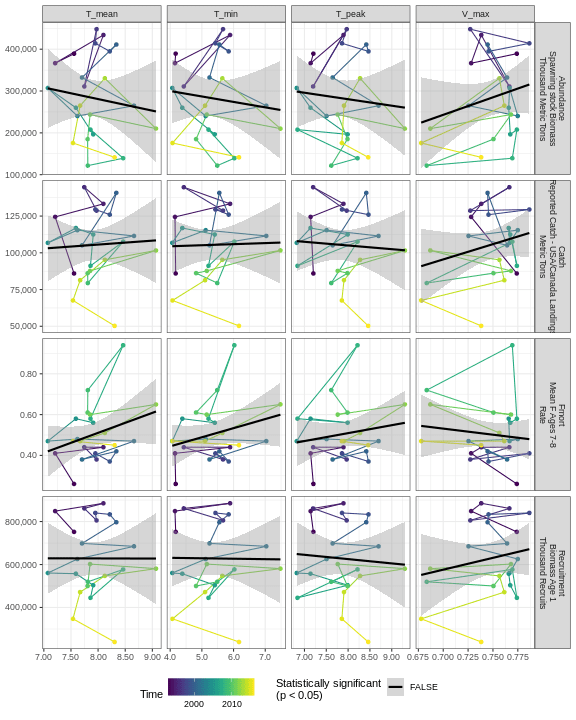 T_mean
T_min
T_peak
V_max
400,000
300,000
200,000
100,000
Abundance
Spawning stock Biomass
Thousand Metric Tons
125,000
100,000
75,000
50,000
Catch
Reported Catch - USA/Canada Landings
Metric Tons
0.80
0.60
0.40
Fmort
Mean F Ages 7-8
Rate
800,000
600,000
400,000
Recruitment
Biomass Age 1
Thousand Recruits
7.00 7.50 8.00 8.50 9.00
4.0 5.0 6.0 7.0
7.00 7.50 8.00 8.50 9.00
0.675 0.700 0.725 0.750 0.775
Time
2000 2010
Statistically significant
(p < 0.05)
FALSE